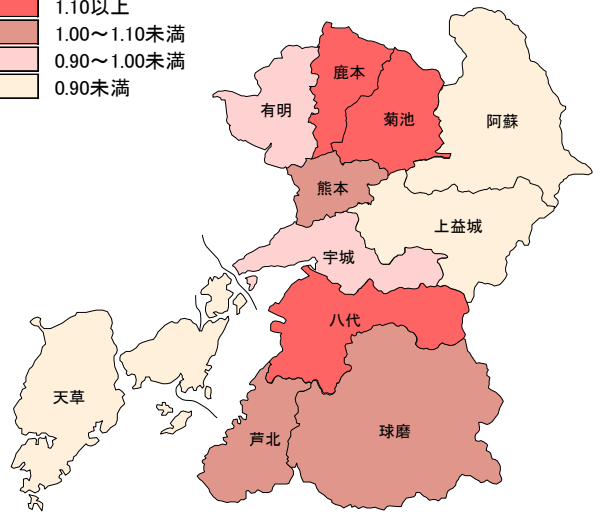 1.10以上
1.00～1.10未満
0.90～1.00未満
0.90未満
鹿本
有明
菊池
阿蘇
熊本
上益城
宇城
八代
天草
芦北
球磨